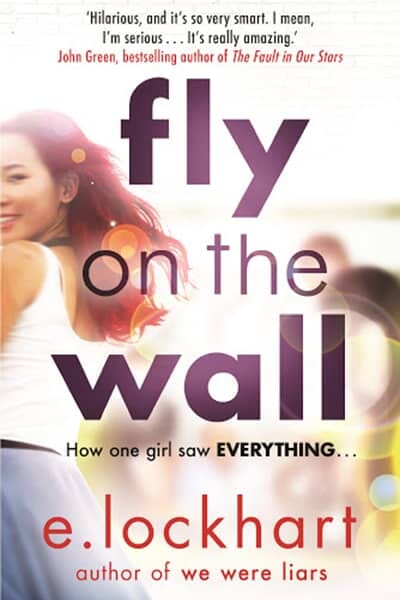 ‘Hilarious, and it’s so very smart. I mean,
I’m serious . . . It’s really amazing.’
John Green, bestselling author of The Fault in Our Stars
fly
on the
wall
How one girl saw EVERYTHING...
e.lockhart
author of we were liars